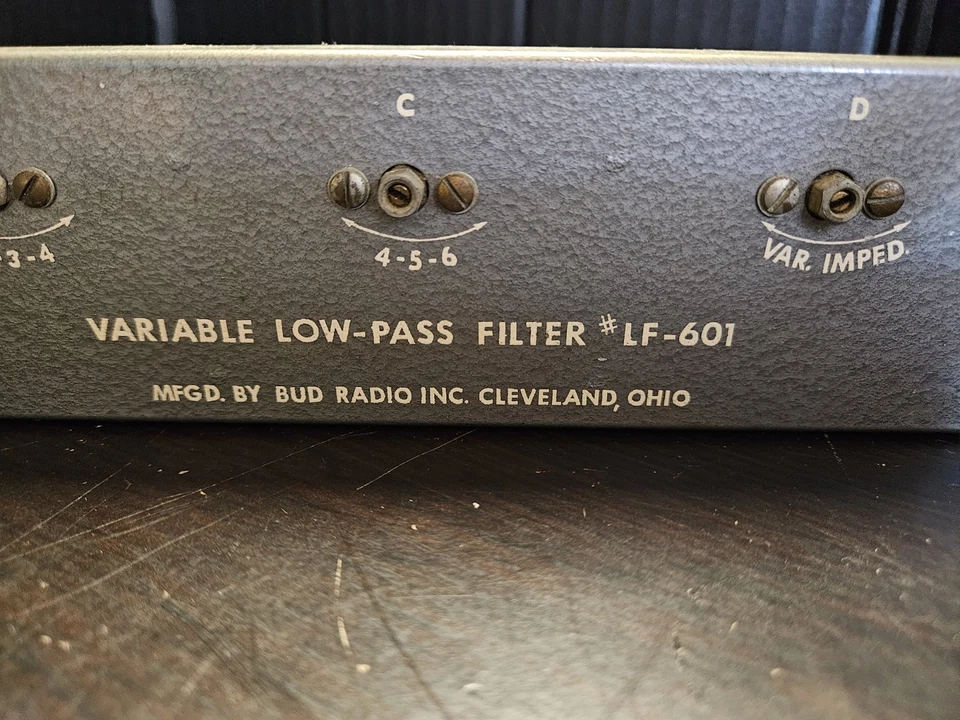 C
D
-3-4
4-5-6
VAR. IMPED.
VARIABLE LOW-PASS FILTER #LF-601
MFGD. BY BUD RADIO INC. CLEVELAND, OHIO